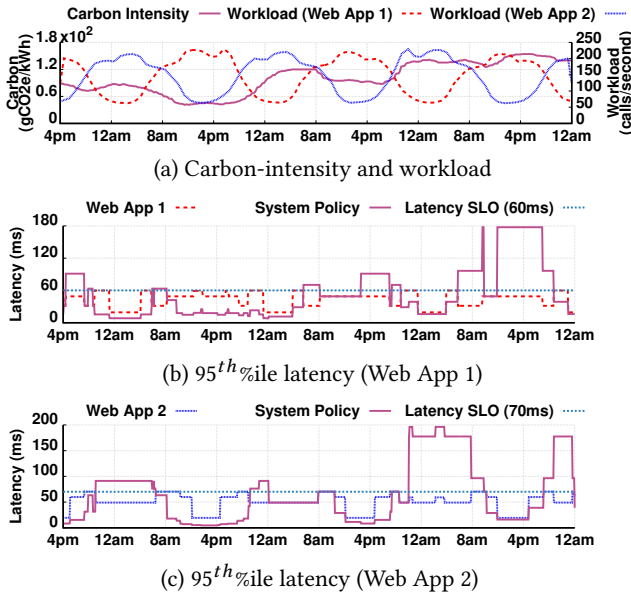 Carbon Intensity Workload (Web App 1) Workload (Web App 2)
1.8x10²
1.2
0.6
0
Carbon
(gCO2e/kWh)
250
200
150
100
50
0
Workload
(calls/second)
4pm 12am 8am 4pm 12am 8am 4pm 12am 8am 4pm 12am
(a) Carbon-intensity and workload
Web App 1 System Policy Latency SLO (60ms)
180
120
60
0
Latency (ms)
4pm 12am 8am 4pm 12am 8am 4pm 12am 8am 4pm 12am
(b) 95ᵗʰ%ile latency (Web App 1)
Web App 2 System Policy Latency SLO (70ms)
200
150
100
50
0
Latency (ms)
4pm 12am 8am 4pm 12am 8am 4pm 12am 8am 4pm 12am
(c) 95ᵗʰ%ile latency (Web App 2)